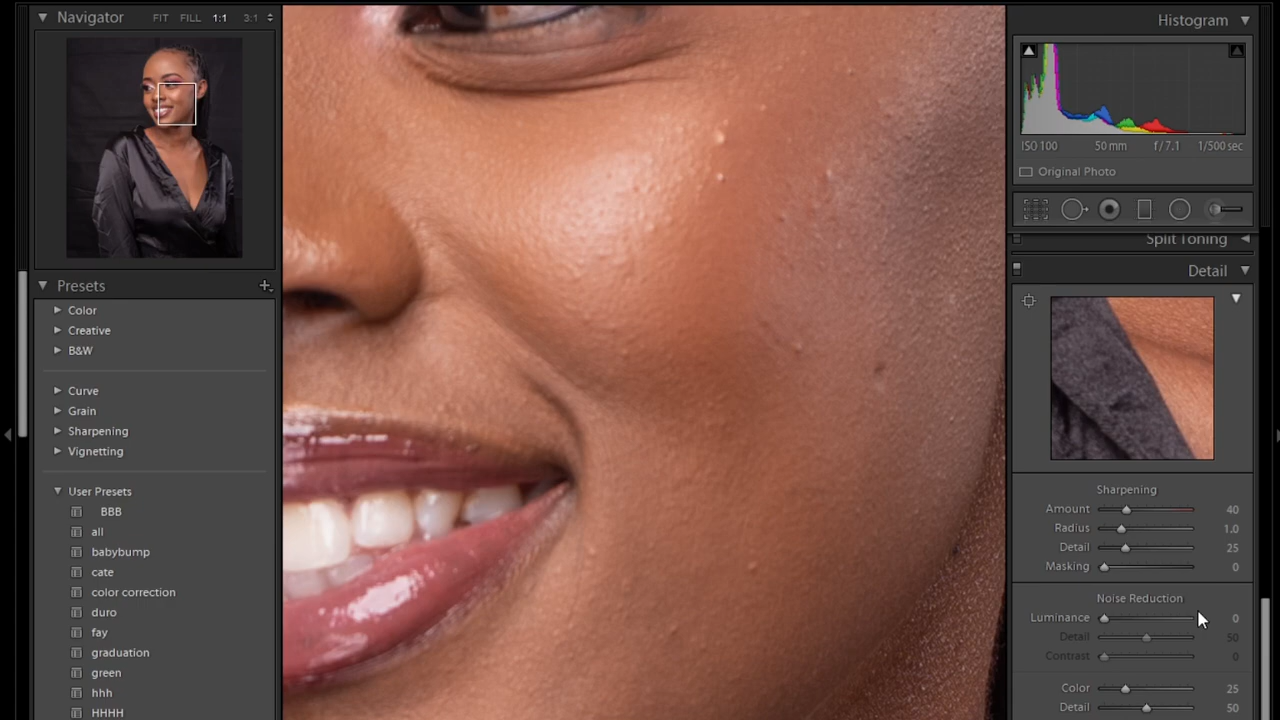 Navigator FIT FILL 1:1 3:1
Presets
Color
Creative
B&W
Curve
Grain
Sharpening
Vignetting
User Presets
BBB
all
babybump
cate
color correction
duro
fay
graduation
green
hhh
HHHH
Histogram
ISO 100 50 mm f/7.1 1/500 sec
Original Photo
Split Toning
Detail
Sharpening
Amount 40
Radius 1.0
Detail 25
Masking 0
Noise Reduction
Luminance 0
Detail 50
Contrast 0
Color 25
Detail 50